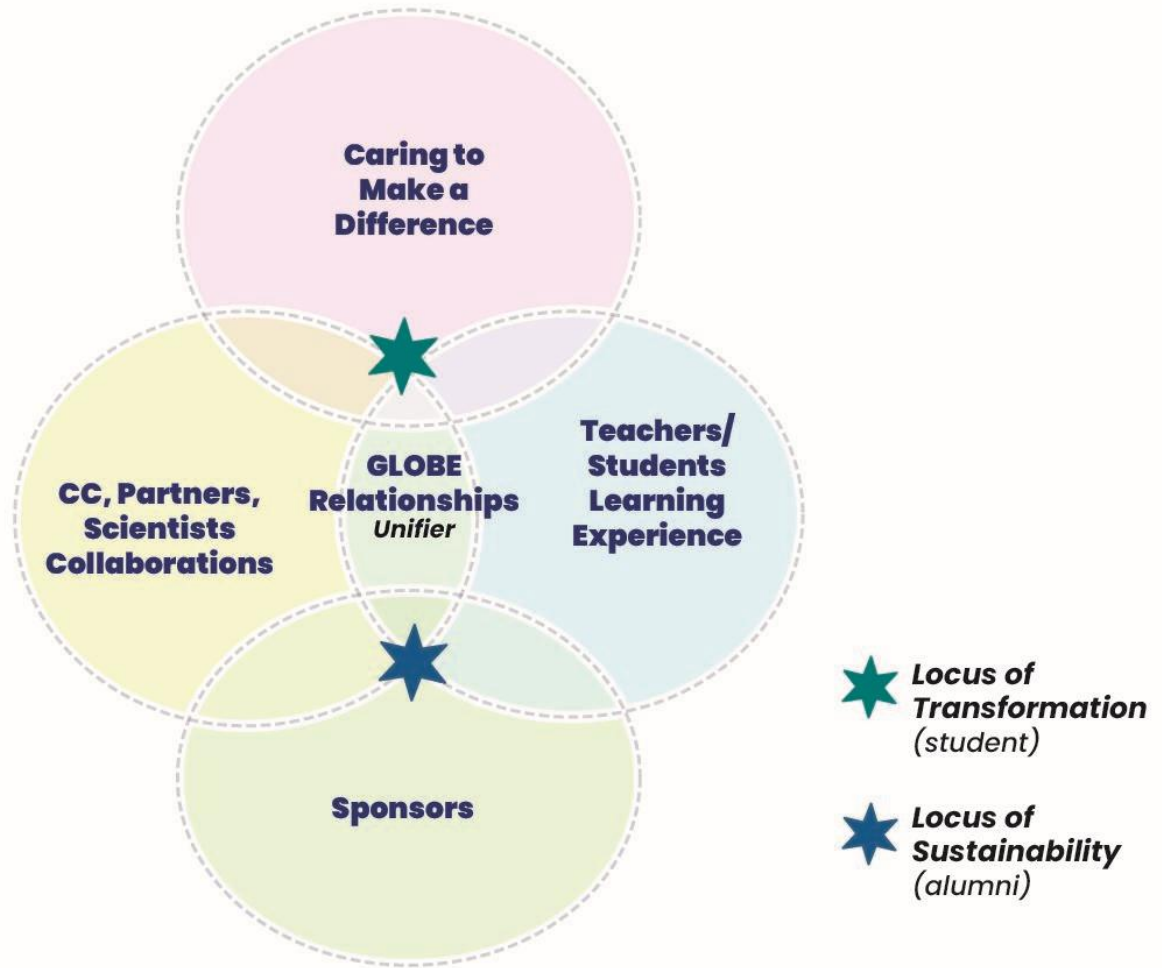 Caring to
Make a
Difference
CC, Partners,
Scientists
Collaborations
GLOBE
Relationships
Unifier
Teachers/
Students
Learning
Experience
Sponsors
Locus of
Transformation
(student)
Locus of
Sustainability
(alumni)